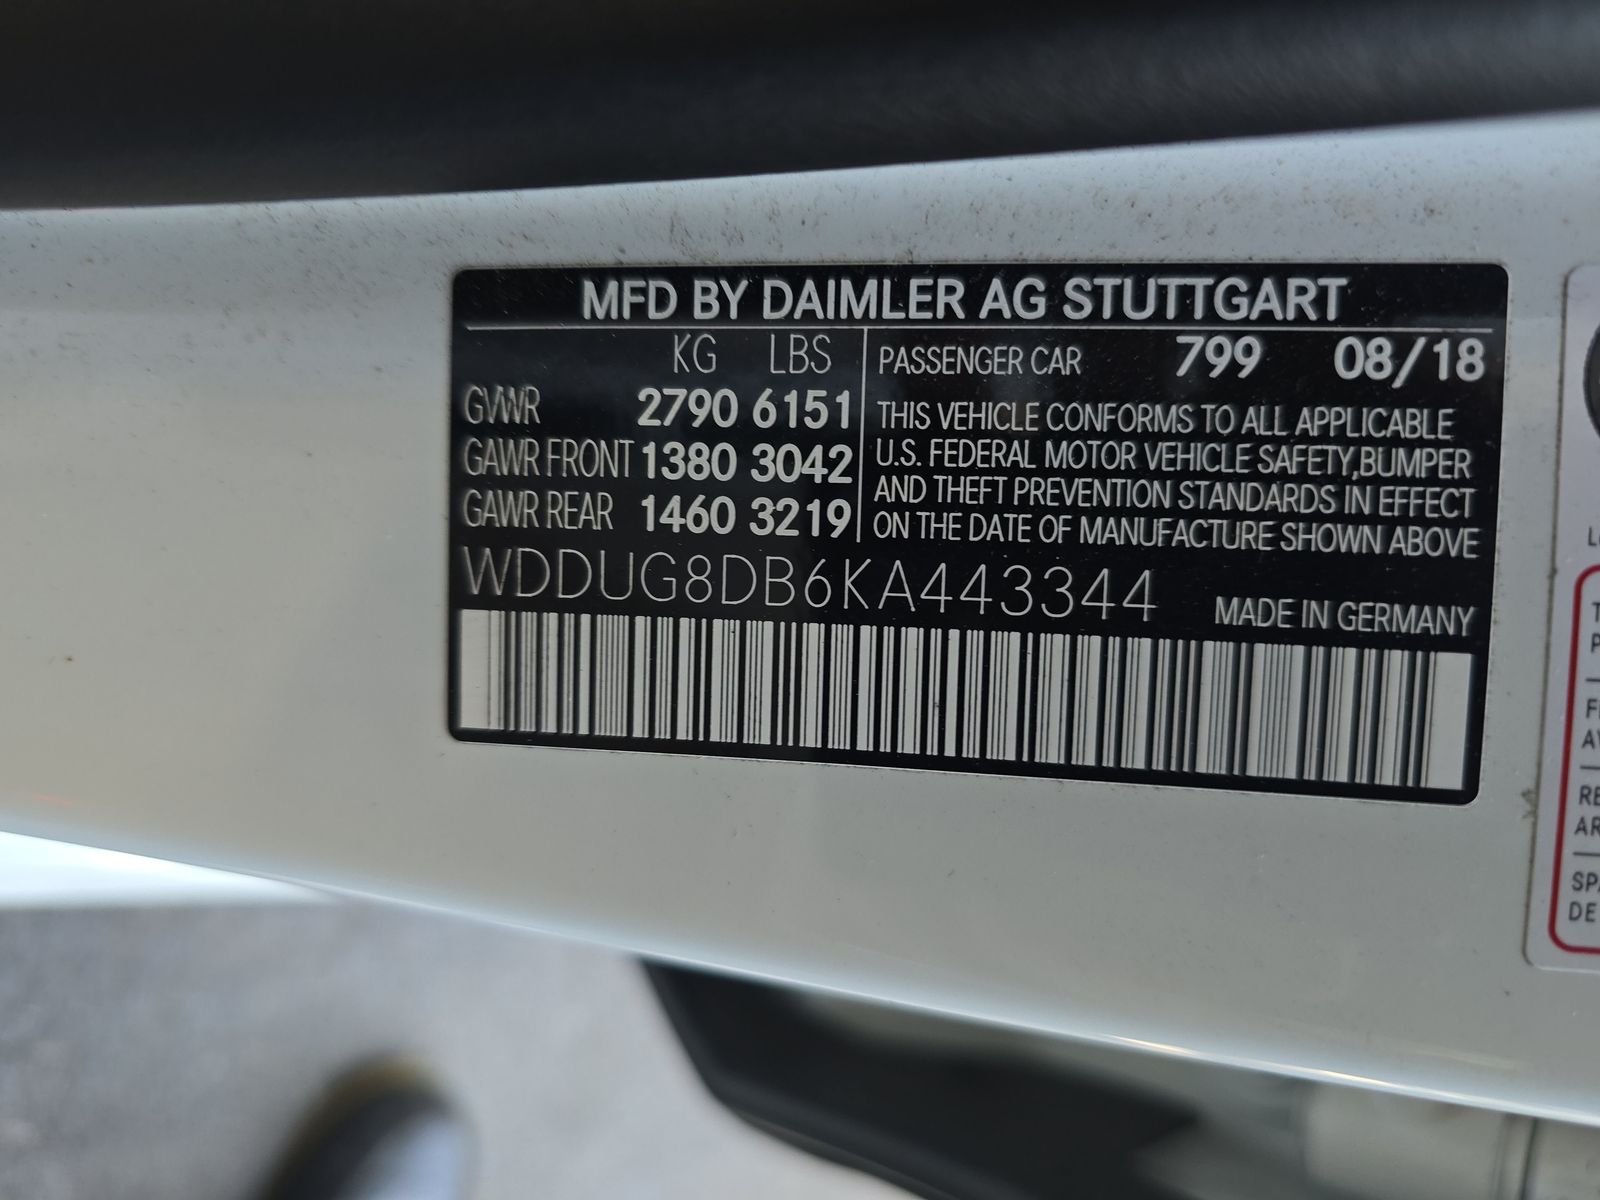 MFD BY DAIMLER AG STUTTGART
KG LBS
GVWR 2790 6151
GAWR FRONT 1380 3042
GAWR REAR 1460 3219
PASSENGER CAR 799 08/18
THIS VEHICLE CONFORMS TO ALL APPLICABLE
U.S. FEDERAL MOTOR VEHICLE SAFETY,BUMPER
AND THEFT PREVENTION STANDARDS IN EFFECT
ON THE DATE OF MANUFACTURE SHOWN ABOVE
WDDUG8DB6KA443344
MADE IN GERMANY